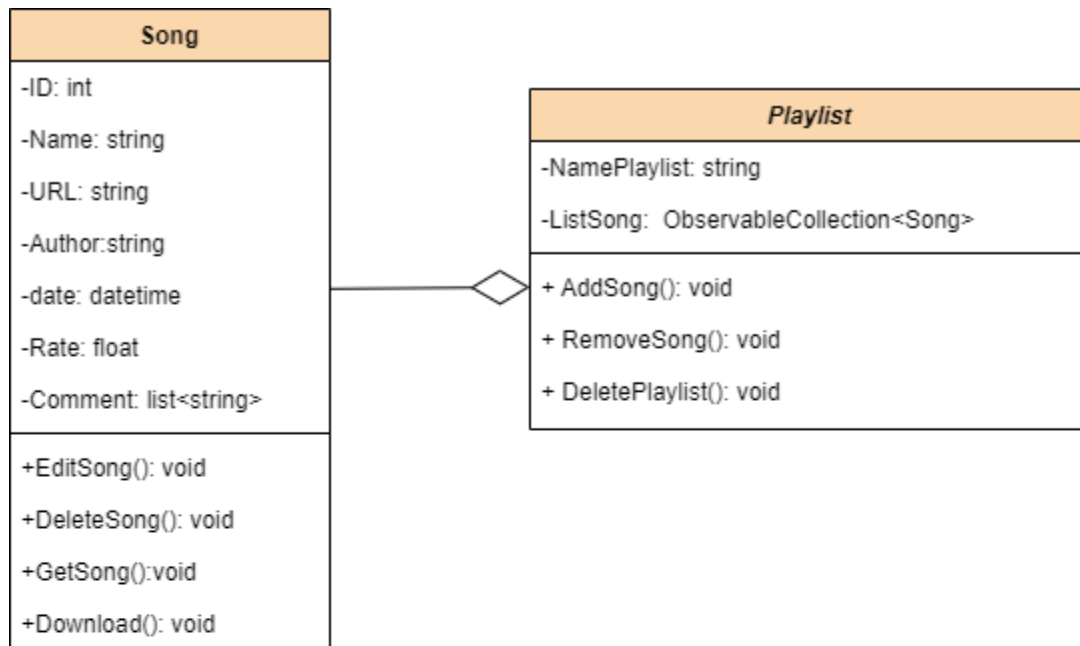 Song
-ID: int
-Name: string
-URL: string
-Author:string
-date: datetime
-Rate: float
-Comment: list<string>
+EditSong(): void
+DeleteSong(): void
+GetSong():void
+Download(): void
Playlist
-NamePlaylist: string
-ListSong:  ObservableCollection<Song>
+ AddSong(): void
+ RemoveSong(): void
+ DeletePlaylist(): void